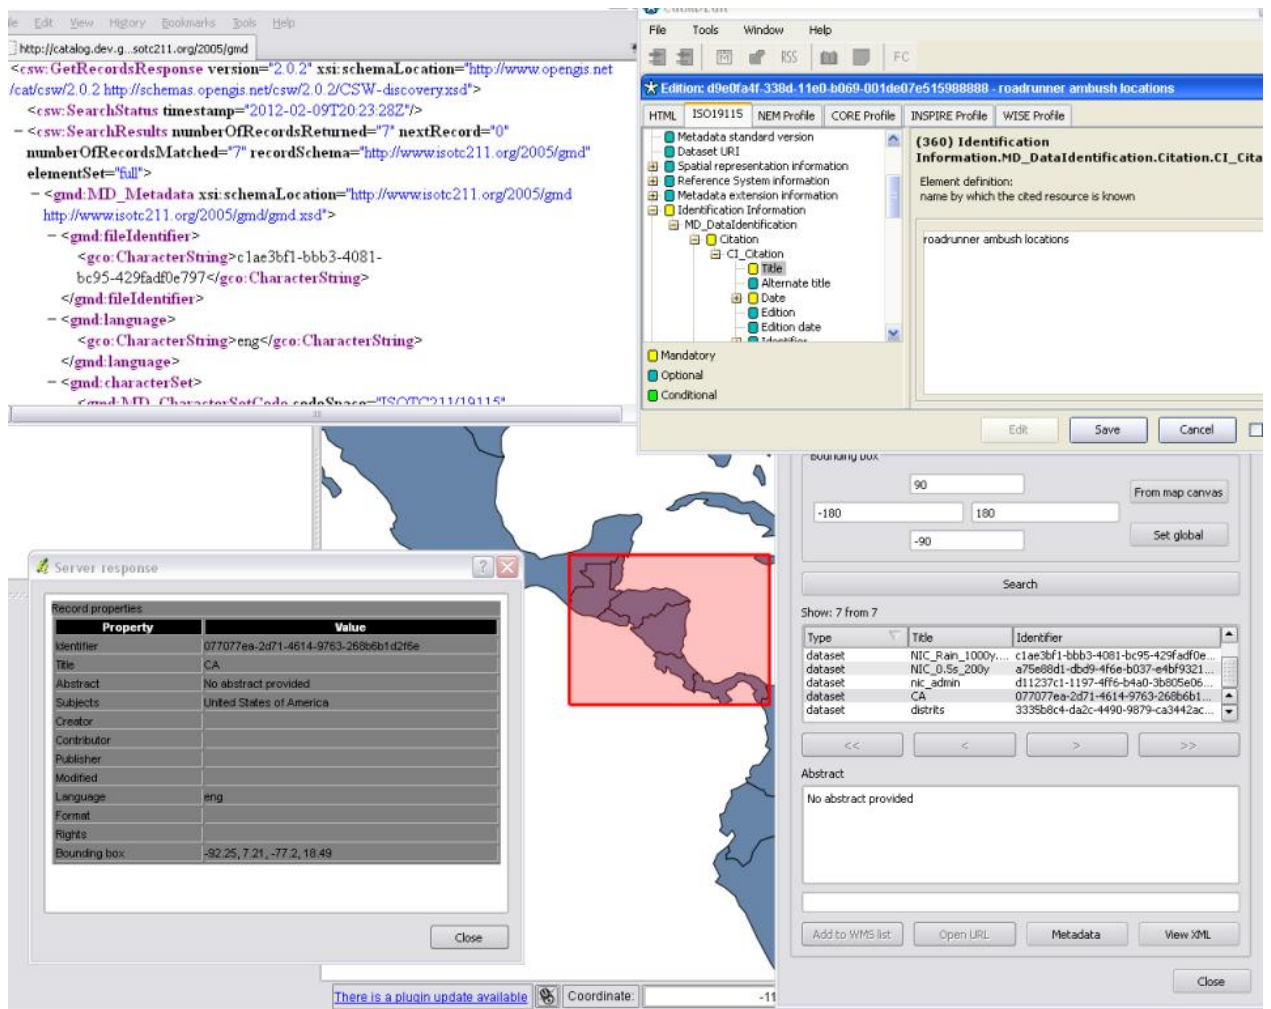 File Edit View History Bookmarks Tools Help
http://catalog.dev.g...sotc211.org/2005/gmd
<csw:GetRecordsResponse version="2.0.2" xsi:schemaLocation="http://www.opengis.net
/cat/csw/2.0.2 http://schemas.opengis.net/csw/2.0.2/CSW-discovery.xsd">
<csw:SearchStatus timestamp="2012-02-09T20:23:28Z"/>
− <csw:SearchResults numberOfRecordsReturned="7" nextRecord="0"
numberOfRecordsMatched="7" recordSchema="http://www.isotc211.org/2005/gmd"
elementSet="full">
− <gmd:MD_Metadata xsi:schemaLocation="http://www.isotc211.org/2005/gmd
http://www.isotc211.org/2005/gmd/gmd.xsd">
− <gmd:fileIdentifier>
<gco:CharacterString>c1ae3bf1-bbb3-4081-
bc95-429fadf0e797</gco:CharacterString>
</gmd:fileIdentifier>
− <gmd:language>
<gco:CharacterString>eng</gco:CharacterString>
</gmd:language>
− <gmd:characterSet>
<gmd:MD_CharacterSetCode codeSpace="ISOTC211/19115"
CatMDEdit
File Tools Window Help
RSS FC
Edition: d9e0fa4f-338d-11e0-b069-001de07e515988888 - roadrunner ambush locations
HTML ISO19115 NEM Profile CORE Profile INSPIRE Profile WISE Profile
Metadata standard version
Dataset URI
Spatial representation information
Reference System information
Metadata extension information
Identification Information
MD_DataIdentification
Citation
CI_Citation
Title
Alternate title
Date
Edition
Edition date
Identifier
Mandatory
Optional
Conditional
(360) Identification
Information.MD_DataIdentification.Citation.CI_Cita
Element definition:
name by which the cited resource is known
roadrunner ambush locations
Edit Save Cancel
Server response
Record properties
Property Value
Identifier 077077ea-2d71-4614-9763-268b6b1d2f6e
Title CA
Abstract No abstract provided
Subjects United States of America
Creator
Contributor
Publisher
Modified
Language eng
Format
Rights
Bounding box -92.25, 7.21, -77.2, 18.49
Close
There is a plugin update available Coordinate: -11
Bounding box
90
-180 180
-90
From map canvas
Set global
Search
Show: 7 from 7
Type Title Identifier
dataset NIC_Rain_1000y.... c1ae3bf1-bbb3-4081-bc95-429fadf0e...
dataset NIC_0.5s_200y a75e88d1-dbd9-4f6e-b037-e4bf9321...
dataset nic_admin d11237c1-1197-4ff6-b4a0-3b805e06...
dataset CA 077077ea-2d71-4614-9763-268b6b1...
dataset distrits 3335b8c4-da2c-4490-9879-ca3442ac...
<< < > >>
Abstract
No abstract provided
Add to WMS list Open URL Metadata View XML
Close